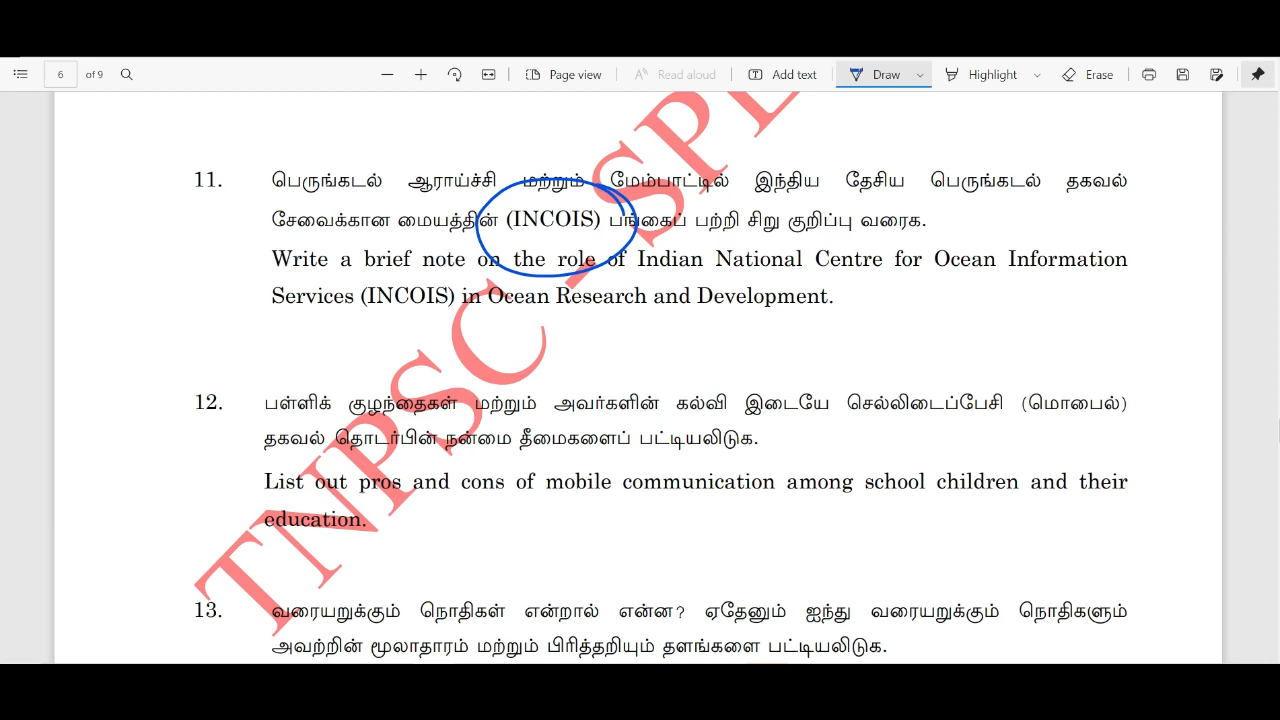 6 of 9 Page view Read aloud Add text Draw Highlight Erase
TNPSC - SPE
11. பெருங்கடல் ஆராய்ச்சி மற்றும் மேம்பாட்டில் இந்திய தேசிய பெருங்கடல் தகவல்
சேவைக்கான மையத்தின் (INCOIS) பங்கைப் பற்றி சிறு குறிப்பு வரைக.
Write a brief note on the role of Indian National Centre for Ocean Information
Services (INCOIS) in Ocean Research and Development.
12. பள்ளிக் குழந்தைகள் மற்றும் அவர்களின் கல்வி இடையே செல்லிடைப்பேசி (மொபைல்)
தகவல் தொடர்பின் நன்மை தீமைகளைப் பட்டியலிடுக.
List out pros and cons of mobile communication among school children and their
education.
13. வரையறுக்கும் நொதிகள் என்றால் என்ன? ஏதேனும் ஐந்து வரையறுக்கும் நொதிகளும்
அவற்றின் மூலாதாரம் மற்றும் பிரித்தறியும் தளங்களை பட்டியலிடுக.